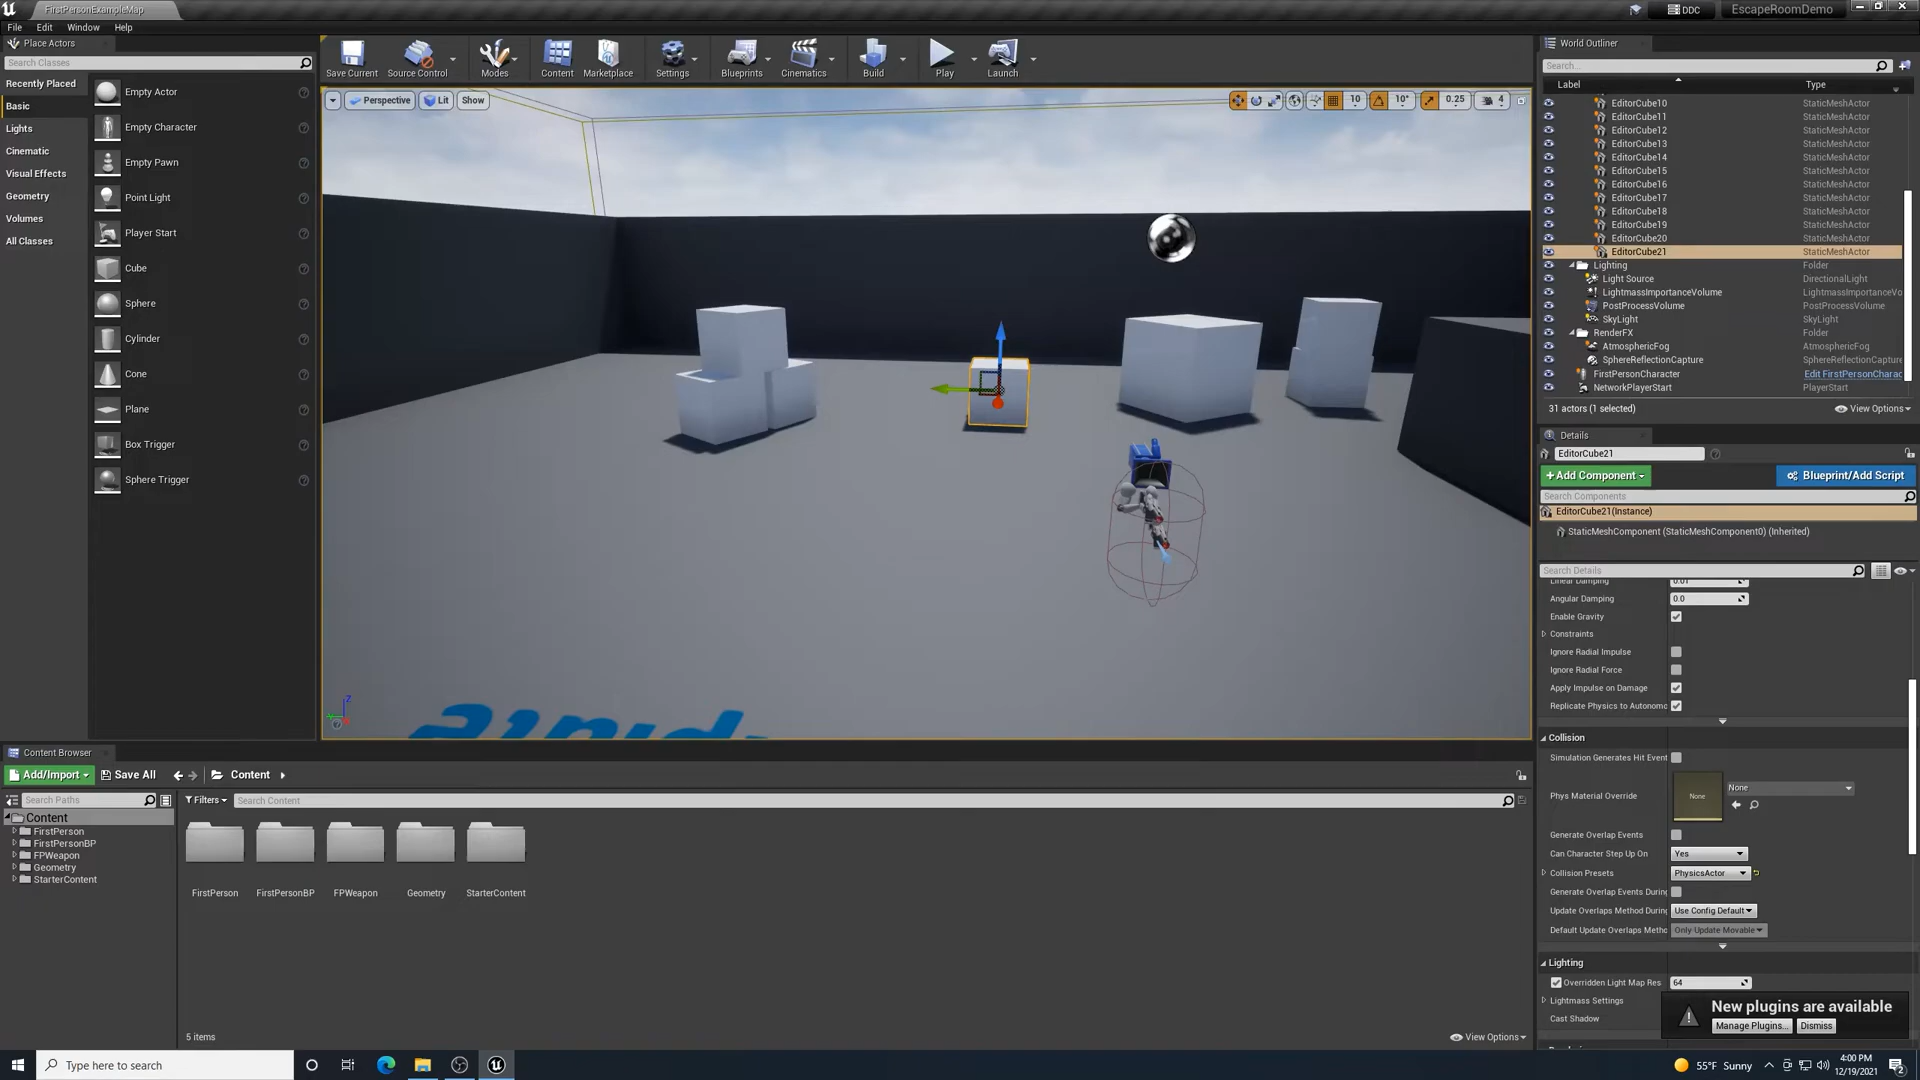 FirstPersonExampleMap
DDC
EscapeRoomDemo
File Edit Window Help
Place Actors
Search Classes
Recently Placed
Basic
Lights
Cinematic
Visual Effects
Geometry
Volumes
All Classes
Empty Actor
Empty Character
Empty Pawn
Point Light
Player Start
Cube
Sphere
Cylinder
Cone
Plane
Box Trigger
Sphere Trigger
Save Current
Source Control
Modes
Content
Marketplace
Settings
Blueprints
Cinematics
Build
Play
Launch
Perspective
Lit
Show
10
10°
0.25
4
Z
World Outliner
Search...
Label Type
EditorCube10 StaticMeshActor
EditorCube11 StaticMeshActor
EditorCube12 StaticMeshActor
EditorCube13 StaticMeshActor
EditorCube14 StaticMeshActor
EditorCube15 StaticMeshActor
EditorCube16 StaticMeshActor
EditorCube17 StaticMeshActor
EditorCube18 StaticMeshActor
EditorCube19 StaticMeshActor
EditorCube20 StaticMeshActor
EditorCube21 StaticMeshActor
Lighting Folder
Light Source DirectionalLight
LightmassImportanceVolume LightmassImportanceVo
PostProcessVolume PostProcessVolume
SkyLight SkyLight
RenderFX Folder
AtmosphericFog AtmosphericFog
SphereReflectionCapture SphereReflectionCapture
FirstPersonCharacter Edit FirstPersonCharac
NetworkPlayerStart PlayerStart
31 actors (1 selected)
View Options
Details
EditorCube21
+Add Component
Blueprint/Add Script
Search Components
EditorCube21(Instance)
StaticMeshComponent (StaticMeshComponent0) (Inherited)
Search Details
Linear Damping 0.01
Angular Damping 0.0
Enable Gravity
Constraints
Ignore Radial Impulse
Ignore Radial Force
Apply Impulse on Damage
Replicate Physics to Autonomo
Collision
Simulation Generates Hit Event
Phys Material Override
None
None
Generate Overlap Events
Can Character Step Up On Yes
Collision Presets PhysicsActor
Generate Overlap Events During
Update Overlaps Method During Use Config Default
Default Update Overlaps Metho Only Update Movable
Lighting
Overridden Light Map Res 64
Lightmass Settings
Cast Shadow
New plugins are available
Manage Plugins...
Dismiss
Content Browser
Add/Import
Save All
Content
Search Paths
Filters
Search Content
Content
FirstPerson
FirstPersonBP
FPWeapon
Geometry
StarterContent
FirstPerson
FirstPersonBP
FPWeapon
Geometry
StarterContent
5 items
View Options
Type here to search
55°F Sunny
4:00 PM
12/19/2021
2